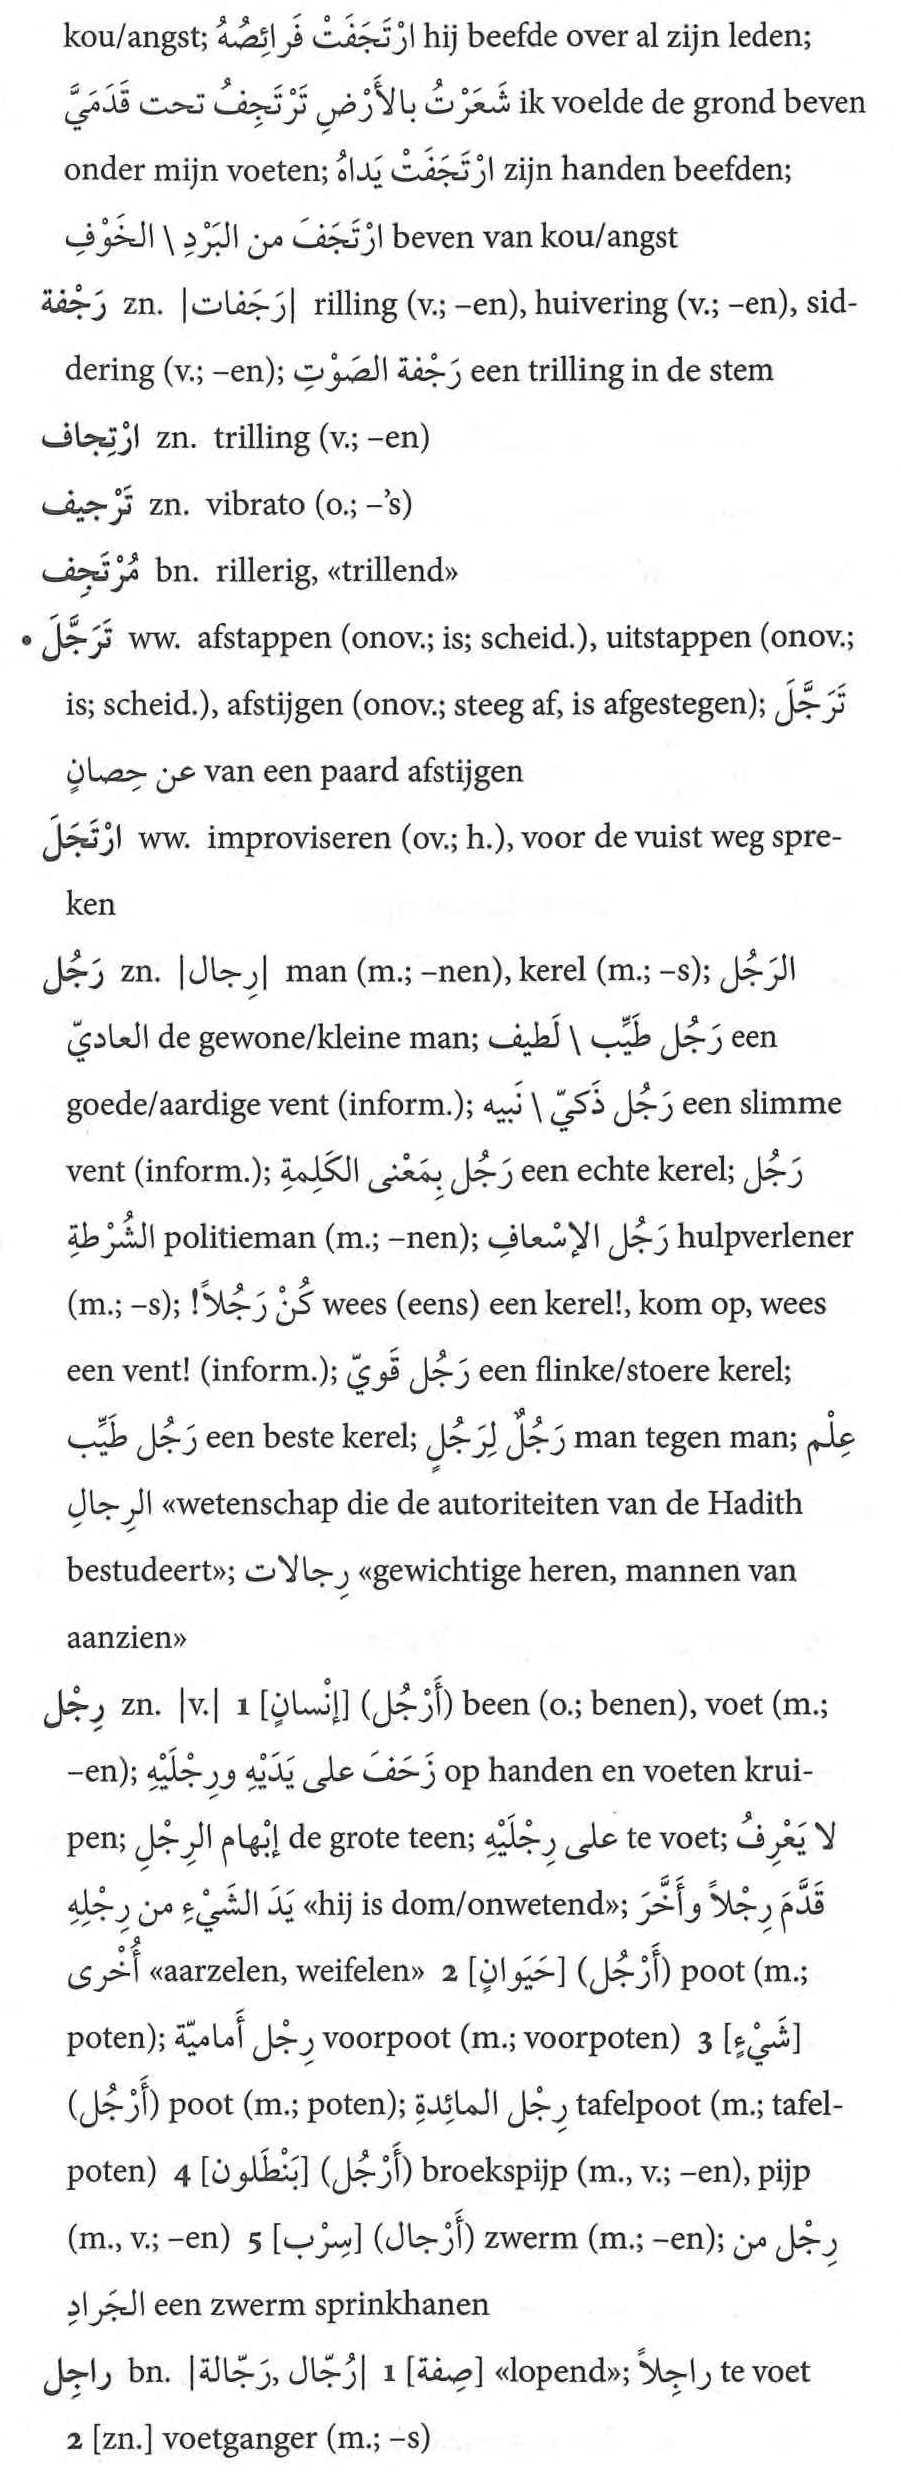 kou/angst; ارْتَجَفَتْ فَرائِصُهُ hij beefde over al zijn leden;
شَعَرْتُ بالأَرْضِ تَرْتَجِفُ تحت قَدَمَيَّ ik voelde de grond beven
onder mijn voeten; ارْتَجَفَتْ يَداهُ zijn handen beefden;
ارْتَجَفَ من البَرْدِ \ الخَوْفِ beven van kou/angst
رَجْفة zn. |رَجَفات| rilling (v.; –en), huivering (v.; –en), sid-
dering (v.; –en); رَجْفة الصَوْتِ een trilling in de stem
ارْتِجاف zn. trilling (v.; –en)
تَرْجيف zn. vibrato (o.; –’s)
مُرْتَجِف bn. rillerig, «trillend»
• تَرَجَّلَ ww. afstappen (onov.; is; scheid.), uitstappen (onov.;
is; scheid.), afstijgen (onov.; steeg af, is afgestegen); تَرَجَّلَ
عن حِصانٍ van een paard afstijgen
ارْتَجَلَ ww. improviseren (ov.; h.), voor de vuist weg spre-
ken
رَجُل zn. |رِجال| man (m.; –nen), kerel (m.; –s); الرَجُل
العاديّ de gewone/kleine man; رَجُل طَيِّب \ لَطيف een
goede/aardige vent (inform.); رَجُل ذَكيّ \ نَبيه een slimme
vent (inform.); رَجُل بِمَعْنى الكَلِمةِ een echte kerel; رَجُل
الشُرْطةِ politieman (m.; –nen); رَجُل الإسْعافِ hulpverlener
(m.; –s); كُنْ رَجُلاً! wees (eens) een kerel!, kom op, wees
een vent! (inform.); رَجُل قَويّ een flinke/stoere kerel;
رَجُل طَيِّب een beste kerel; رَجُلٌ لِرَجُلٍ man tegen man; عِلْم
الرِجالِ «wetenschap die de autoriteiten van de Hadith
bestudeert»; رِجالات «gewichtige heren, mannen van
aanzien»
رِجْل zn. |v.| 1 [إنْسانٍ] (أَرْجُل) been (o.; benen), voet (m.;
–en); زَحَفَ على يَدَيْهِ ورِجْلَيْهِ op handen en voeten krui-
pen; إبْهام الرِجْلِ de grote teen; على رِجْلَيْهِ te voet; لا يَعْرِفُ
يَدَ الشَيْءِ من رِجْلِهِ «hij is dom/onwetend»; قَدَّمَ رِجْلاً وأَخَّرَ
أُخْرى «aarzelen, weifelen» 2 [حَيَوانٍ] (أَرْجُل) poot (m.;
poten); رِجْل أَماميّة voorpoot (m.; voorpoten) 3 [شَيْءٍ]
(أَرْجُل) poot (m.; poten); رِجْل المائِدةِ tafelpoot (m.; tafel-
poten) 4 [بَنْطَلون] (أَرْجُل) broekspijp (m., v.; –en), pijp
(m., v.; –en) 5 [سِرْب] (أَرْجال) zwerm (m.; –en); رِجْل من
الجَرادِ een zwerm sprinkhanen
راجِل bn. |رُجّال ,رَجّالة| 1 [صِفة] «lopend»; راجِلاً te voet
2 [zn.] voetganger (m.; –s)